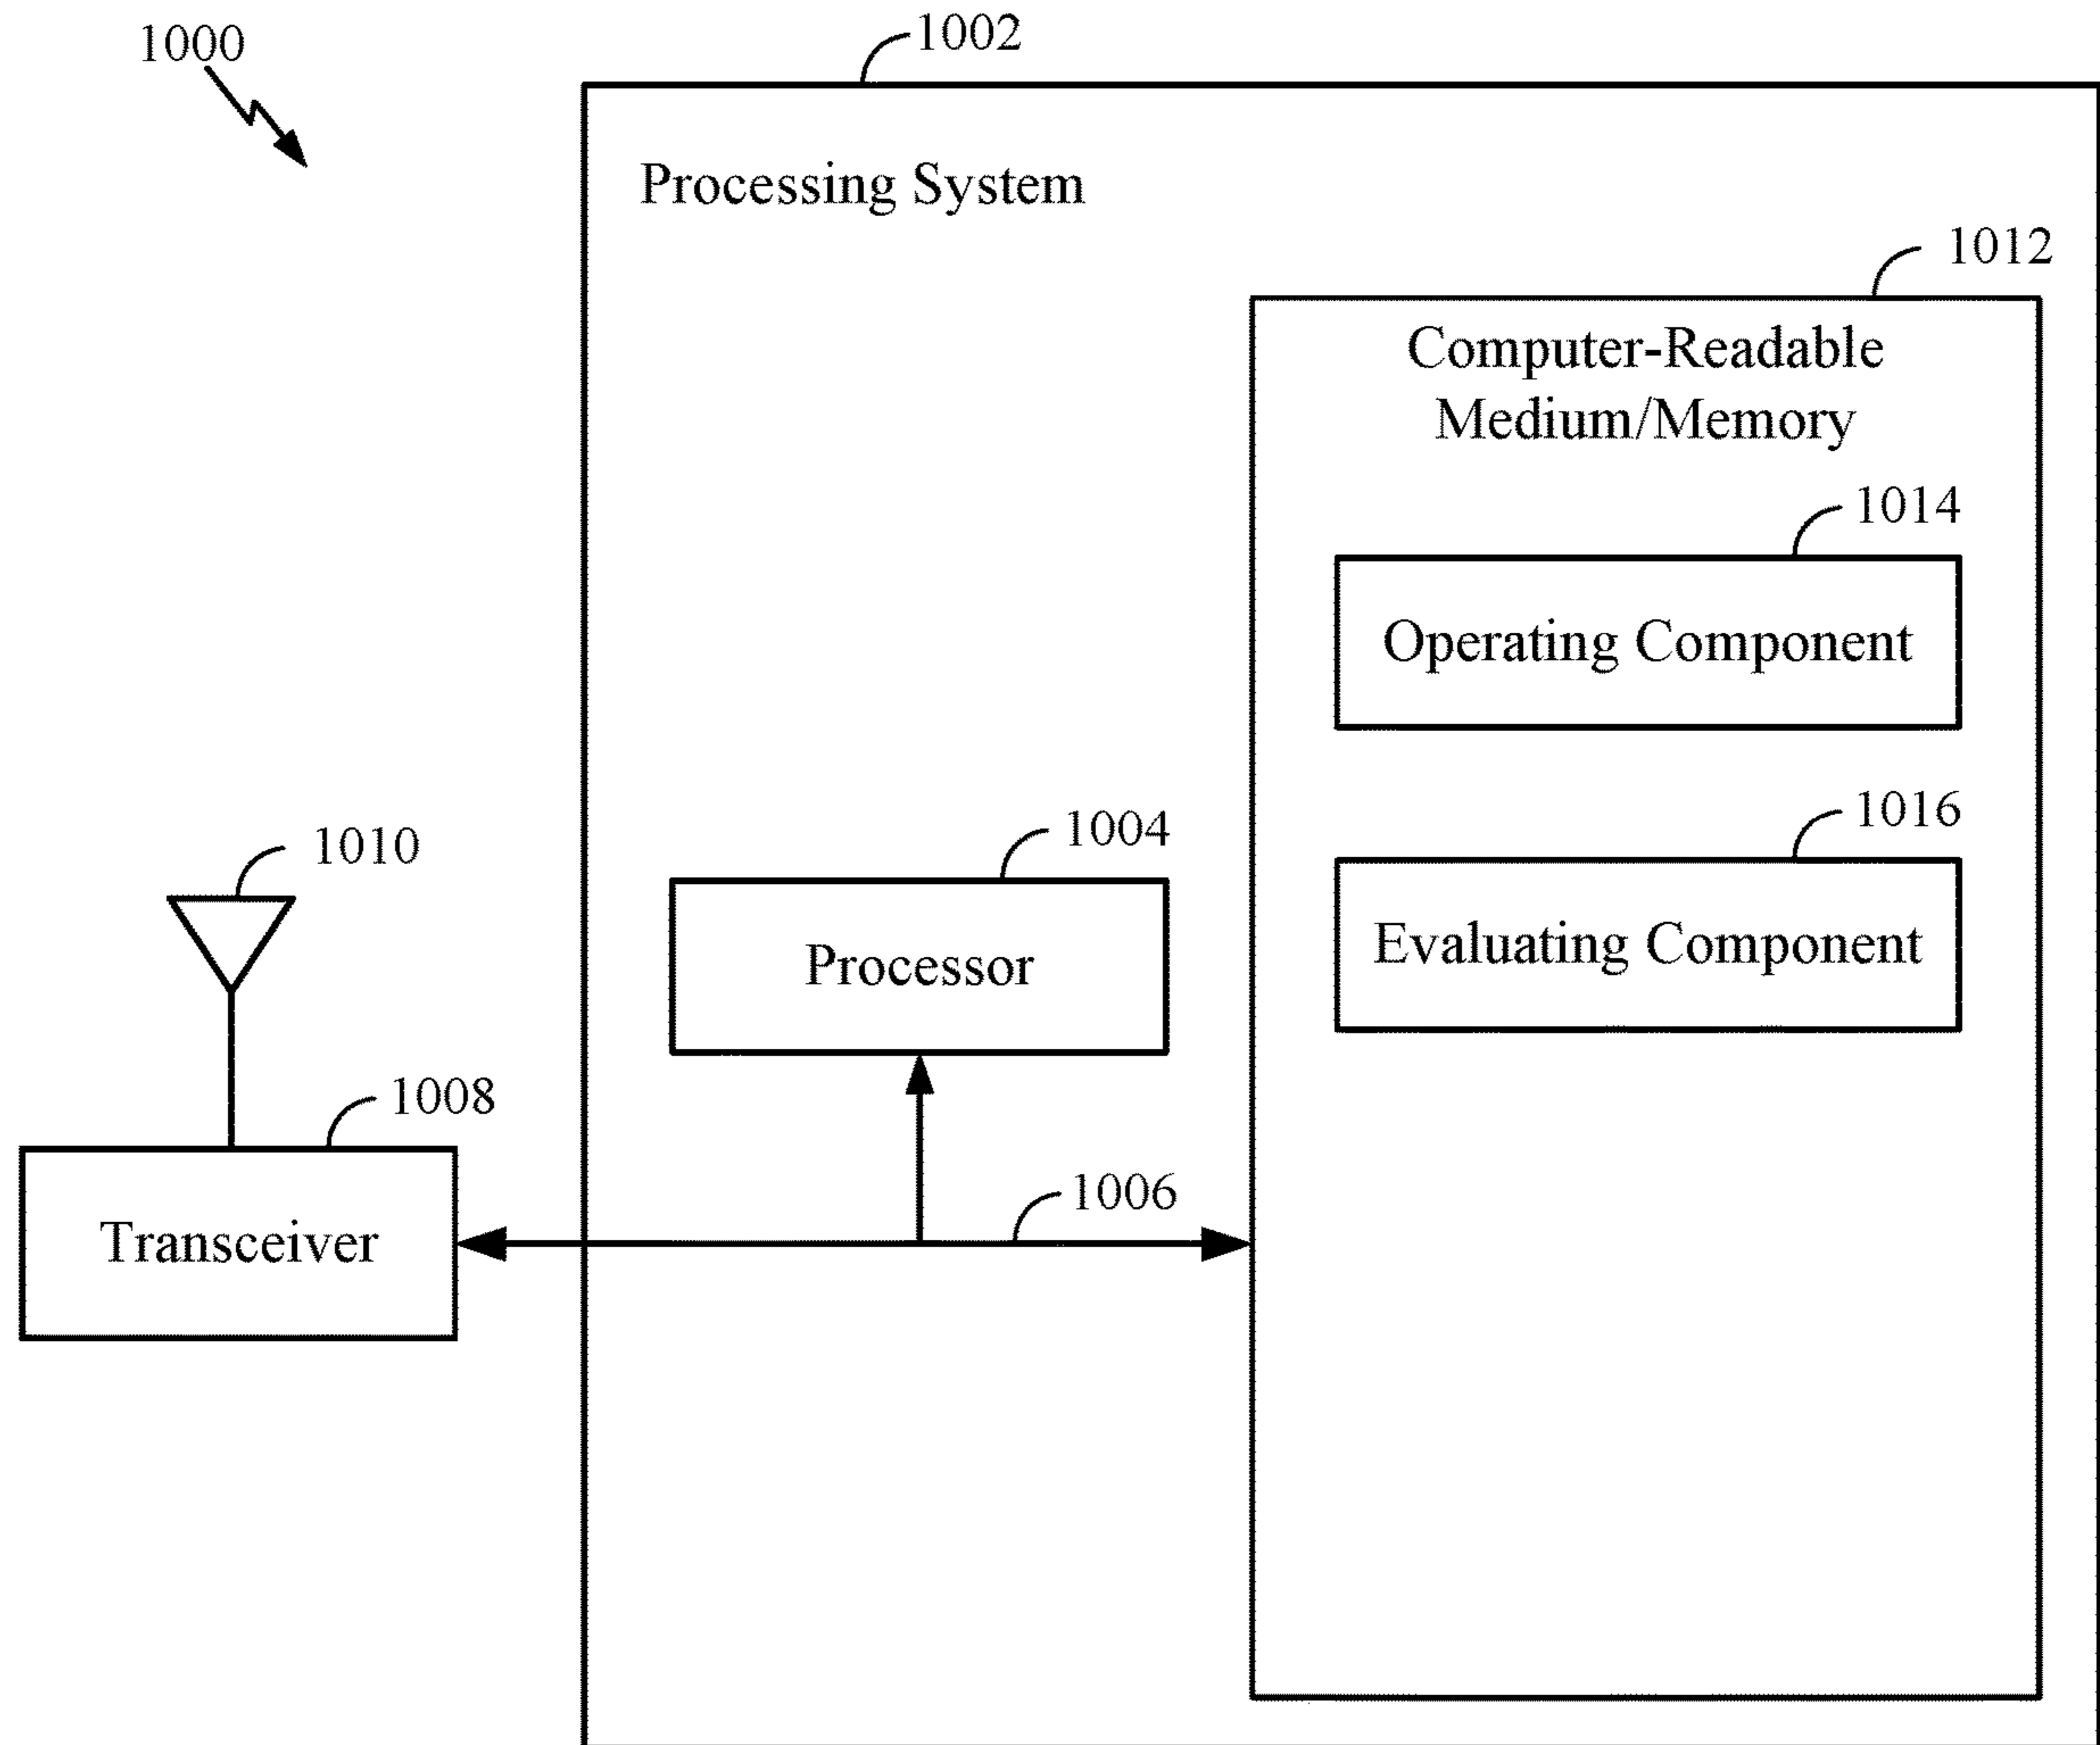 1000
1002
Processing System
1012
Computer-Readable
Medium/Memory
1014
Operating Component
1016
Evaluating Component
1004
Processor
1010
1008
Transceiver
1006